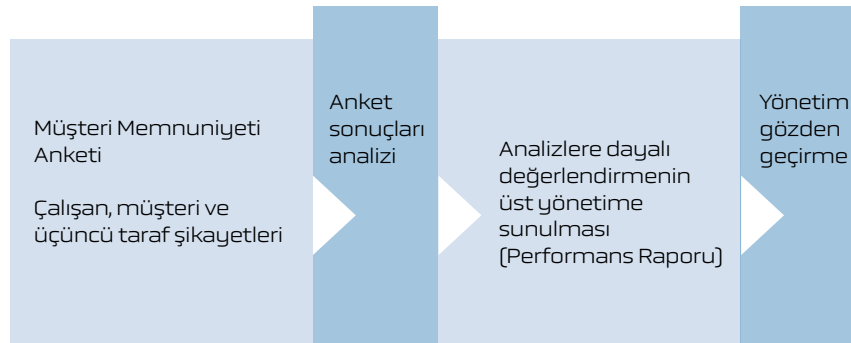 Müşteri Memnuniyeti
Anketi
Çalışan, müşteri ve
üçüncü taraf şikayetleri
Anket
sonuçları
analizi
Analizlere dayalı
değerlendirmenin
üst yönetime
sunulması
(Performans Raporu)
Yönetim
gözden
geçirme